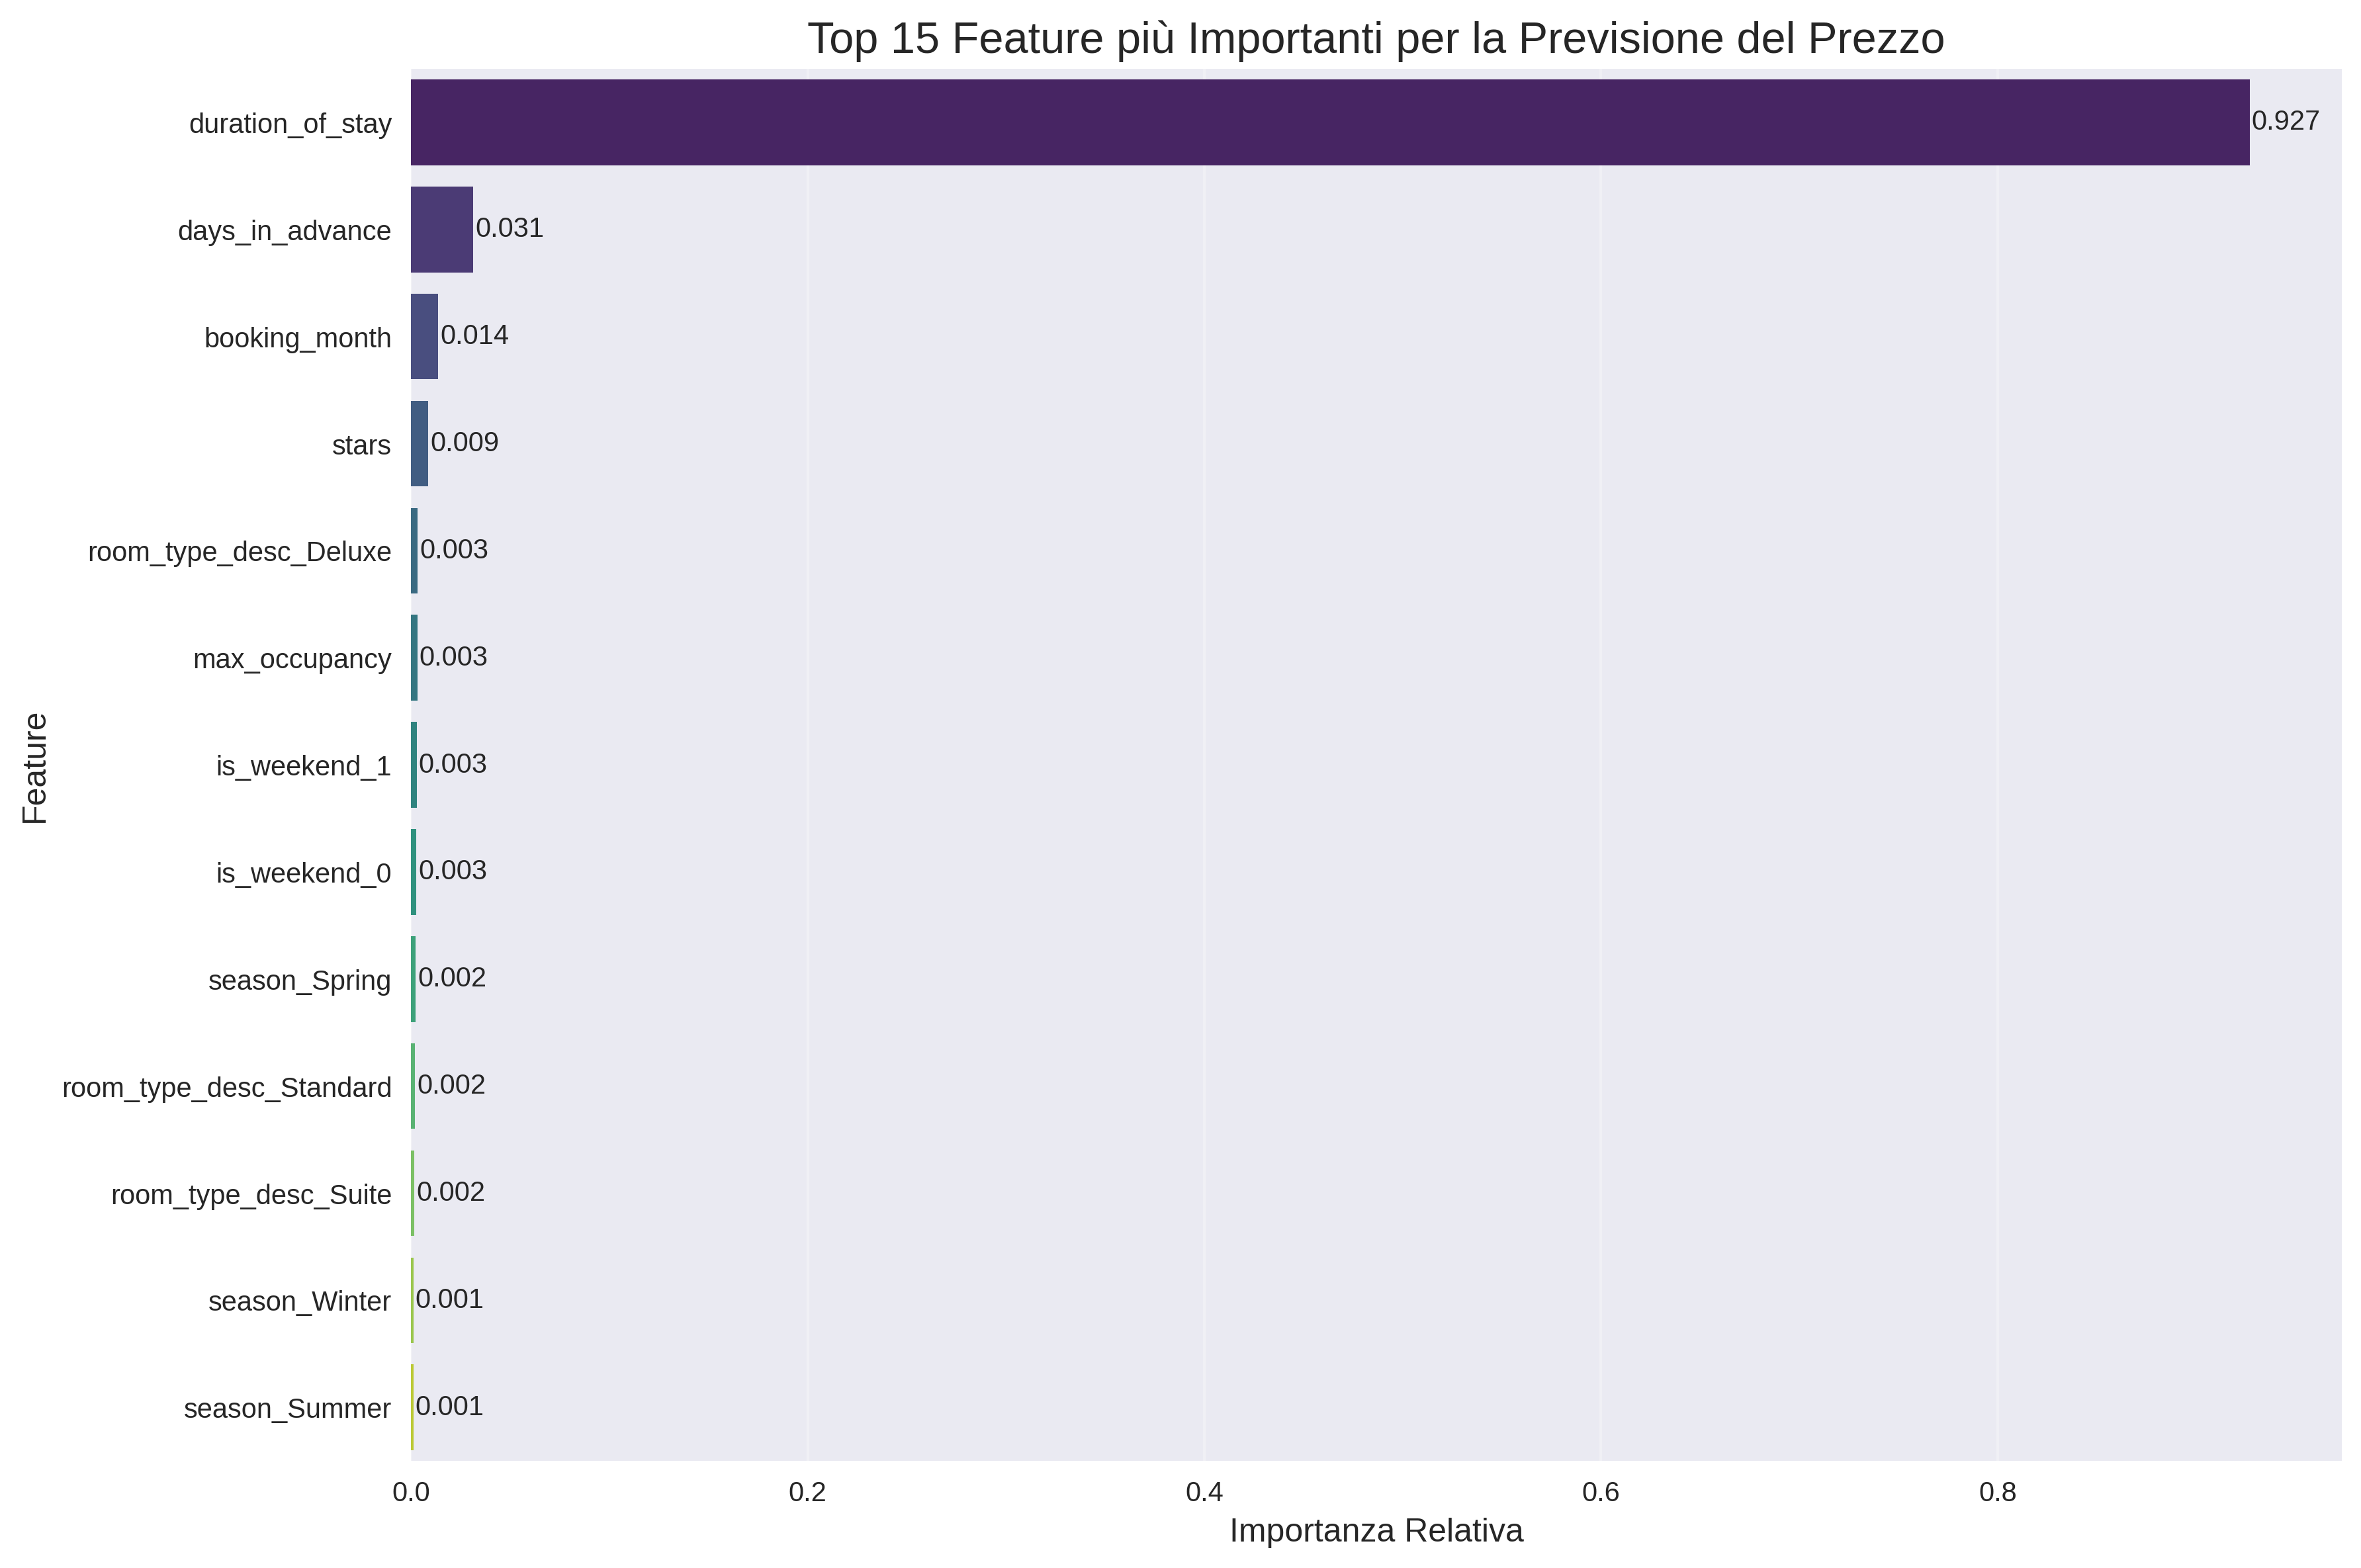 Top 15 Feature più Importanti per la Previsione del Prezzo
duration_of_stay 0.927
days_in_advance 0.031
booking_month 0.014
stars 0.009
room_type_desc_Deluxe 0.003
max_occupancy 0.003
is_weekend_1 0.003
is_weekend_0 0.003
season_Spring 0.002
room_type_desc_Standard 0.002
room_type_desc_Suite 0.002
season_Winter 0.001
season_Summer 0.001
Feature
0.0 0.2 0.4 0.6 0.8
Importanza Relativa